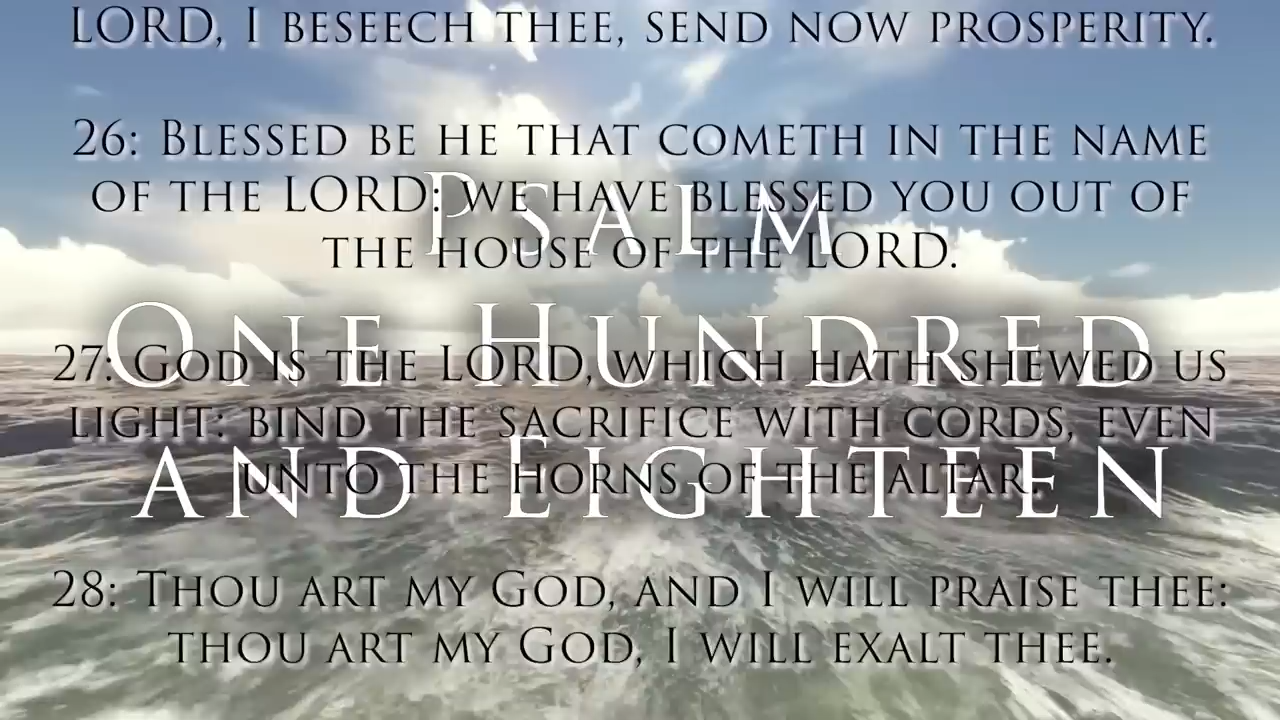 LORD, I BESEECH THEE, SEND NOW PROSPERITY.
26: BLESSED BE HE THAT COMETH IN THE NAME
OF THE LORD: WE HAVE BLESSED YOU OUT OF
THE HOUSE OF THE LORD.
27: GOD IS THE LORD, WHICH HATH SHEWED US
LIGHT: BIND THE SACRIFICE WITH CORDS, EVEN
UNTO THE HORNS OF THE ALTAR.
28: THOU ART MY GOD, AND I WILL PRAISE THEE:
THOU ART MY GOD, I WILL EXALT THEE.
PSALM
ONE HUNDRED
AND EIGHTEEN